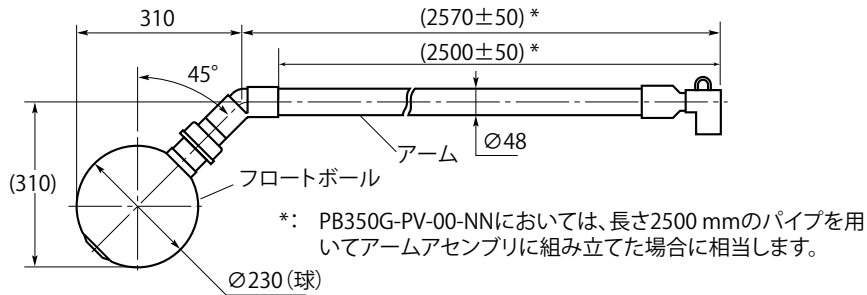 310
(2570±50) *
(2500±50) *
45°
アーム
∅48
(310)
フロートボール
*： PB350G-PV-00-NNにおいては、長さ2500 mmのパイプを用
いてアームアセンブリに組み立てた場合に相当します。
∅230（球）